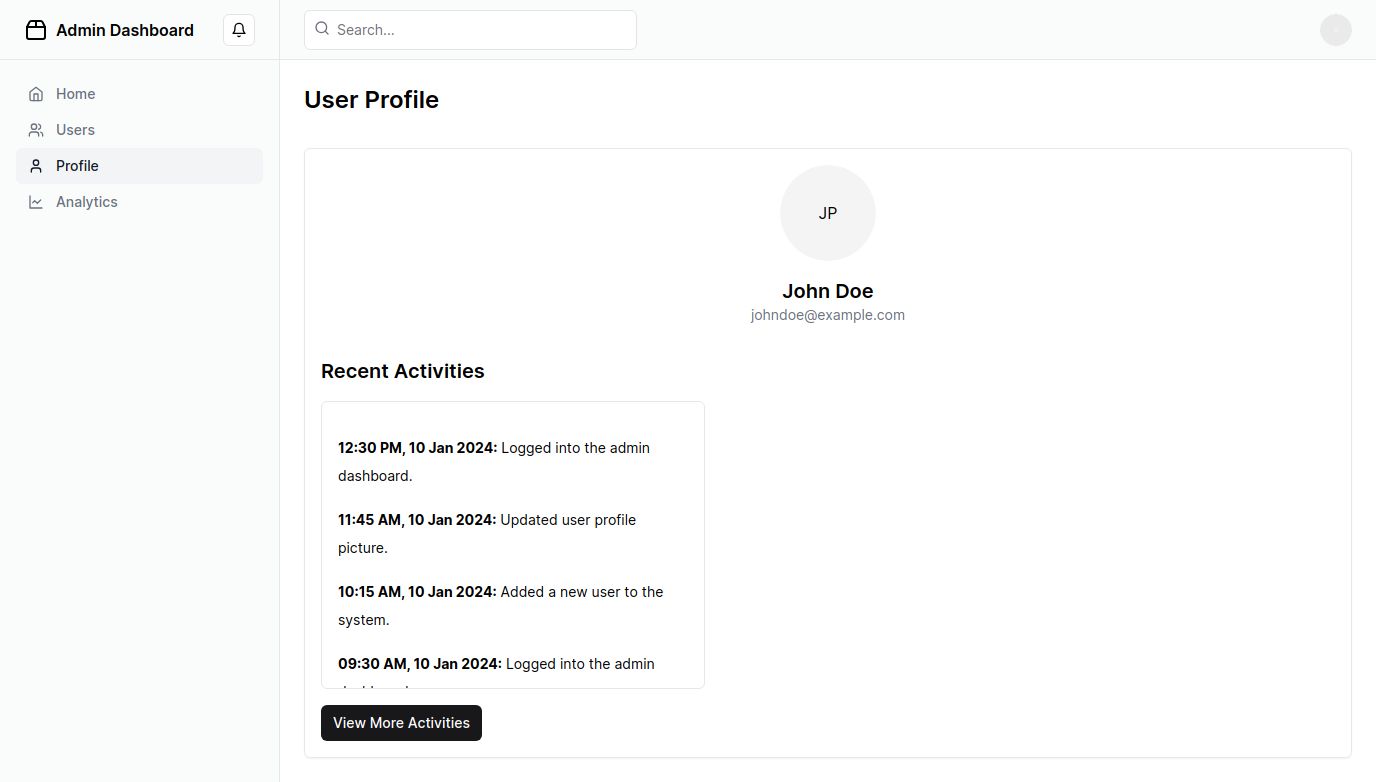 Admin Dashboard
Search...
Home
Users
Profile
Analytics
User Profile
JP
John Doe
johndoe@example.com
Recent Activities
12:30 PM, 10 Jan 2024: Logged into the admin
dashboard.
11:45 AM, 10 Jan 2024: Updated user profile
picture.
10:15 AM, 10 Jan 2024: Added a new user to the
system.
09:30 AM, 10 Jan 2024: Logged into the admin
View More Activities